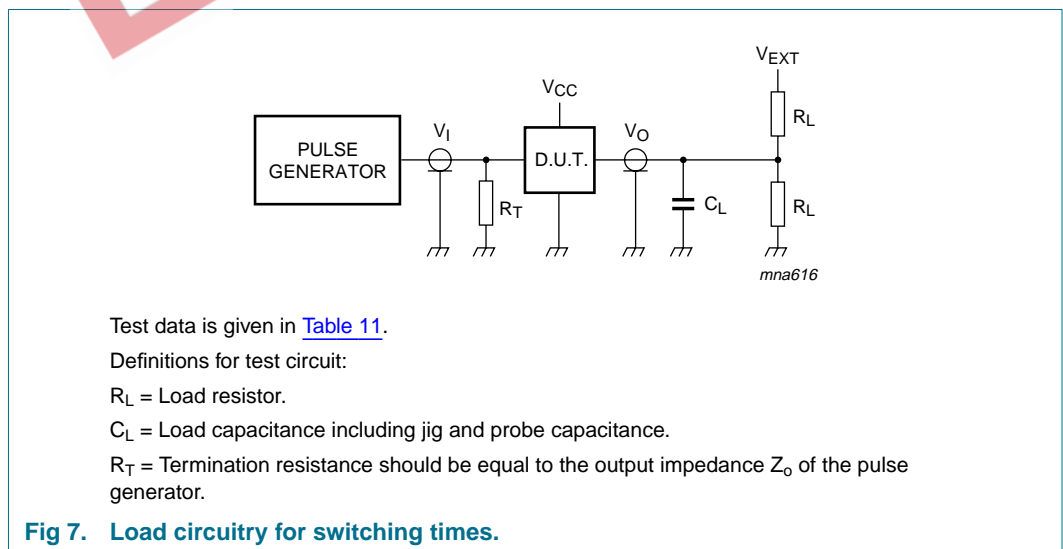 VEXT
VCC
RL
VI
VO
PULSE
GENERATOR
D.U.T.
RT
CL
RL
mna616
Test data is given in Table 11.
Definitions for test circuit:
RL = Load resistor.
CL = Load capacitance including jig and probe capacitance.
RT = Termination resistance should be equal to the output impedance Zo of the pulse
generator.
Fig 7. Load circuitry for switching times.